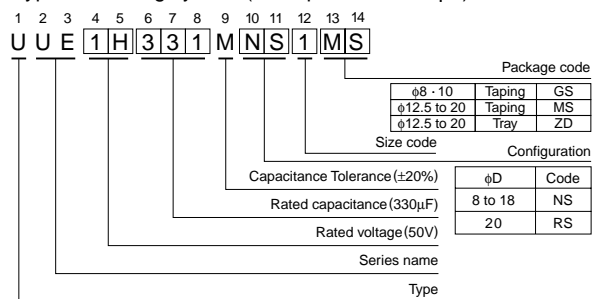 1 2 3 4 5 6 7 8 9 10 11 12 13 14
U U E 1 H 3 3 1 M N S 1 M S
Package code
ϕ8 · 10 Taping GS
ϕ12.5 to 20 Taping MS
ϕ12.5 to 20 Tray ZD
Size code
Configuration
ϕD Code
8 to 18 NS
20 RS
Capacitance Tolerance (±20%)
Rated capacitance (330µF)
Rated voltage (50V)
Series name
Type